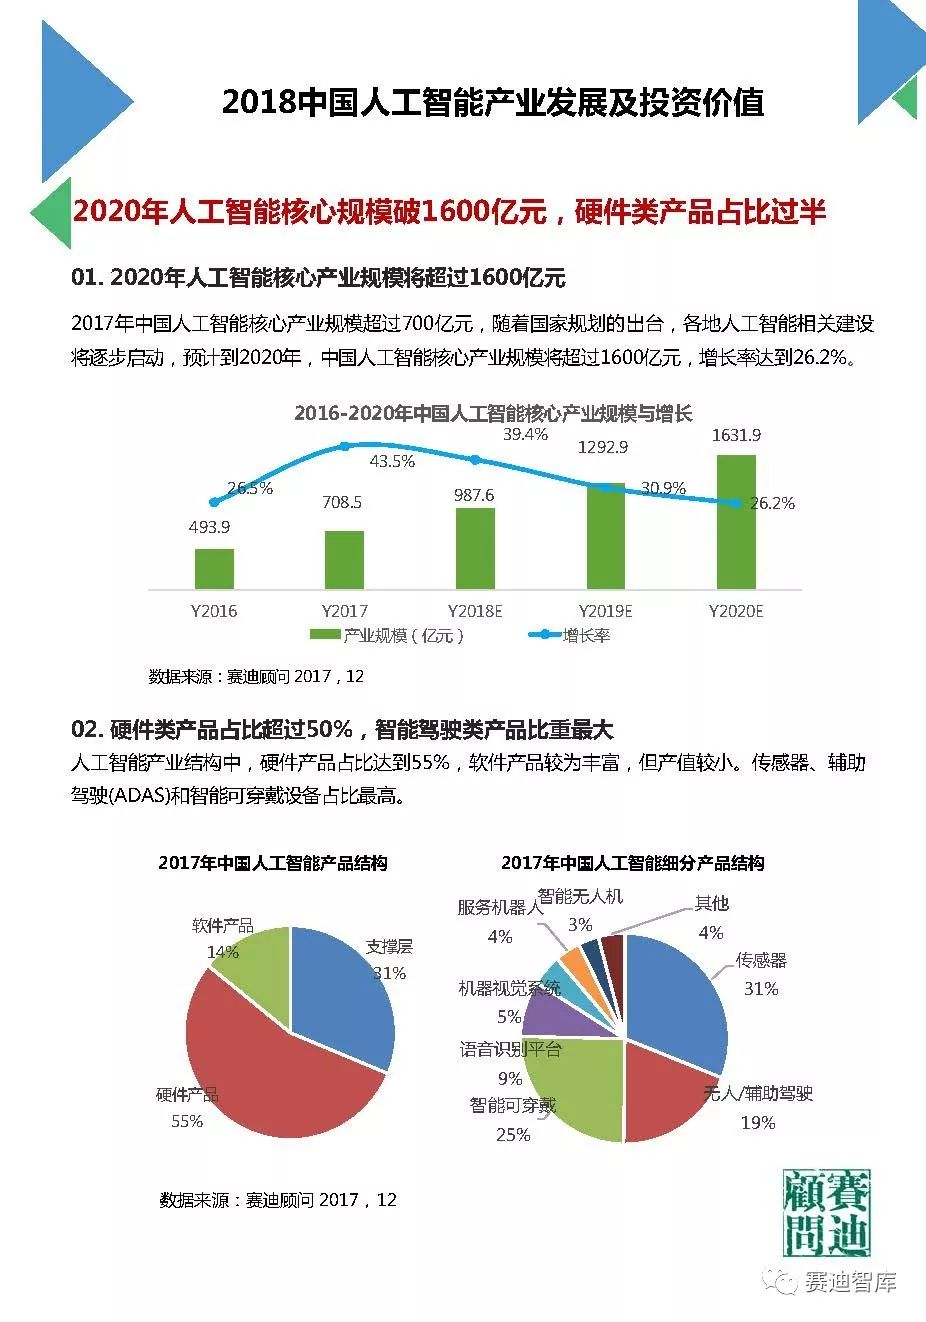 2018中国人工智能产业发展及投资价值
2020年人工智能核心规模破1600亿元，硬件类产品占比过半
01. 2020年人工智能核心产业规模将超过1600亿元
2017年中国人工智能核心产业规模超过700亿元，随着国家规划的出台，各地人工智能相关建设
将逐步启动，预计到2020年，中国人工智能核心产业规模将超过1600亿元，增长率达到26.2%。
2016-2020年中国人工智能核心产业规模与增长
493.9
708.5
987.6
1292.9
1631.9
26.5%
43.5%
39.4%
30.9%
26.2%
Y2016
Y2017
Y2018E
Y2019E
Y2020E
产业规模（亿元）
增长率
数据来源：赛迪顾问 2017，12
02. 硬件类产品占比超过50%，智能驾驶类产品比重最大
人工智能产业结构中，硬件产品占比达到55%，软件产品较为丰富，但产值较小。传感器、辅助
驾驶(ADAS)和智能可穿戴设备占比最高。
2017年中国人工智能产品结构
软件产品
14%
支撑层
31%
硬件产品
55%
2017年中国人工智能细分产品结构
智能无人机
3%
服务机器人
4%
其他
4%
传感器
31%
机器视觉系统
5%
语音识别平台
9%
智能可穿戴
25%
无人/辅助驾驶
19%
数据来源：赛迪顾问 2017，12
賽迪
顧問
赛迪智库